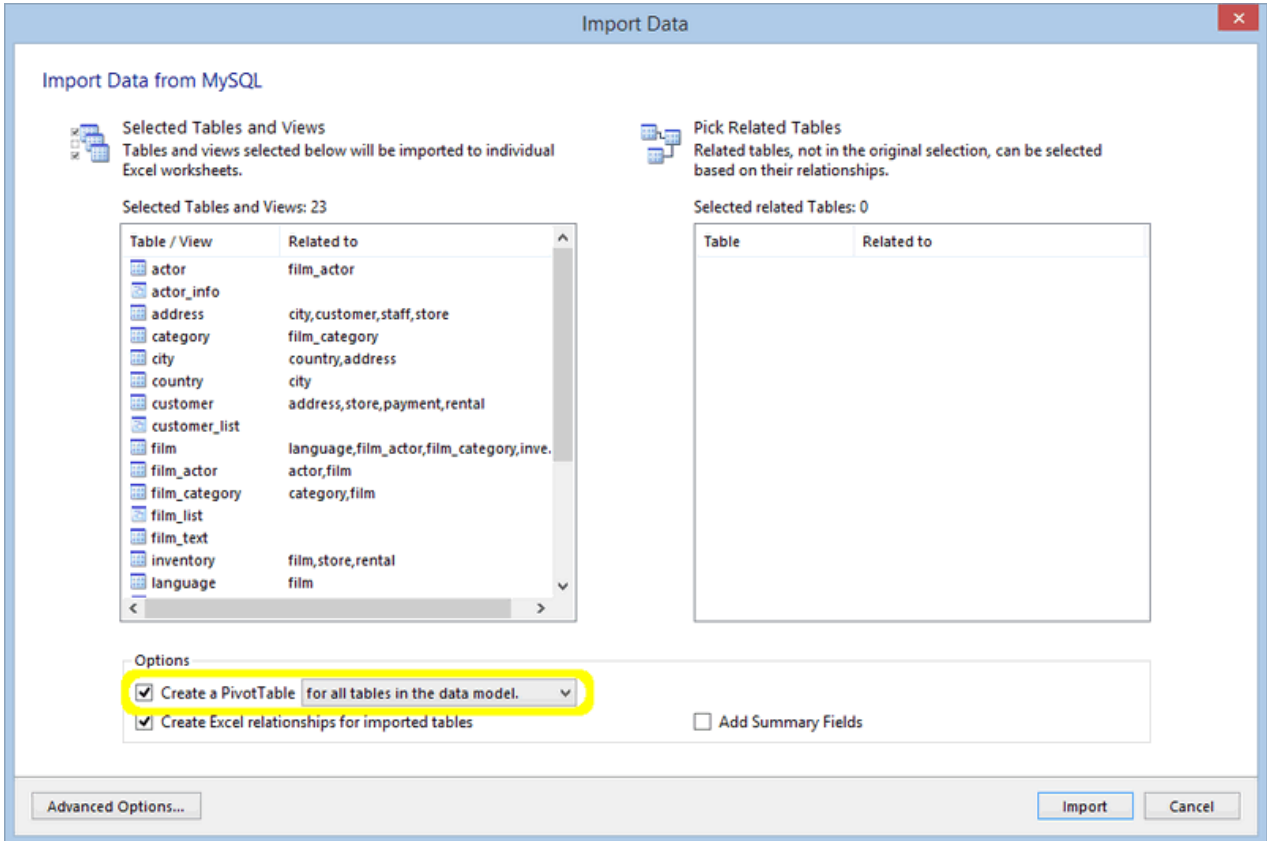 Import Data
Import Data from MySQL
Selected Tables and Views
Tables and views selected below will be imported to individual
Excel worksheets.
Selected Tables and Views: 23
Table / View Related to
actor film_actor
actor_info
address city,customer,staff,store
category film_category
city country,address
country city
customer address,store,payment,rental
customer_list
film language,film_actor,film_category,inve.
film_actor actor,film
film_category category,film
film_list
film_text
inventory film,store,rental
language film
Pick Related Tables
Related tables, not in the original selection, can be selected
based on their relationships.
Selected related Tables: 0
Table Related to
Options
Create a PivotTable for all tables in the data model.
Create Excel relationships for imported tables
Add Summary Fields
Advanced Options...
Import
Cancel